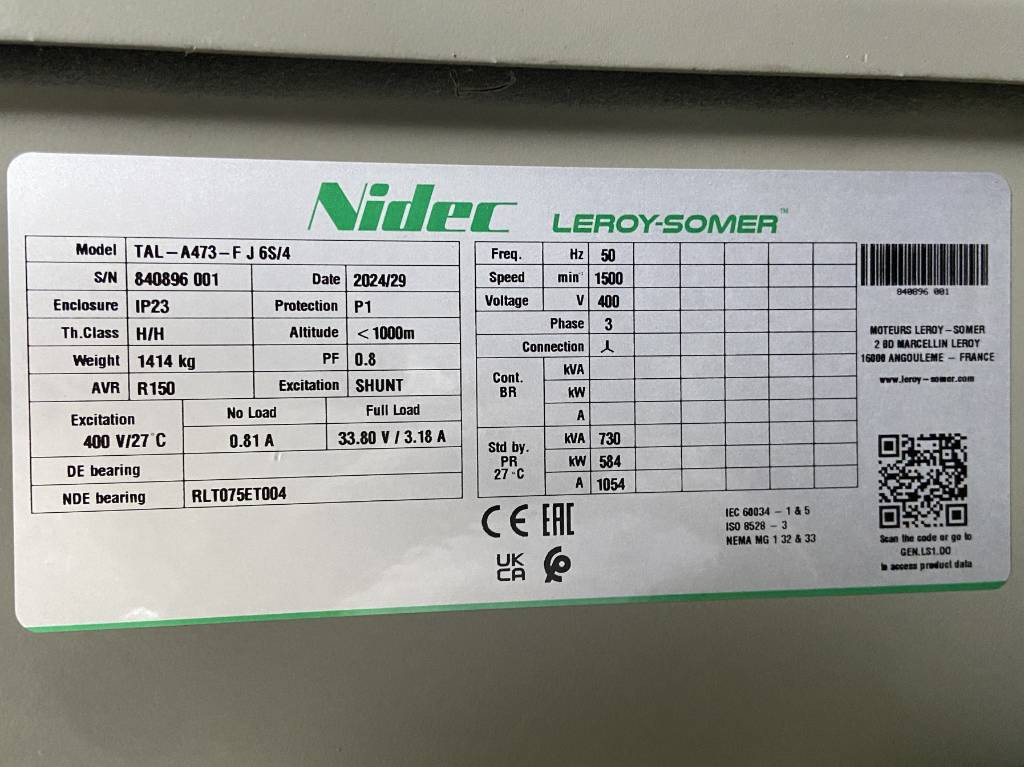 Nidec LEROY-SOMER™
Model TAL-A473-F J 6S/4
S/N 840896 001 Date 2024/29
Enclosure IP23 Protection P1
Th.Class H/H Altitude < 1000m
Weight 1414 kg PF 0.8
AVR R150 Excitation SHUNT
Excitation 400 V/27°C No Load Full Load
0.81 A 33.80 V / 3.18 A
DE bearing
NDE bearing RLT075ET004
Freq. Hz 50
Speed min⁻¹ 1500
Voltage V 400
Phase 3
Connection
Cont. BR kVA
kW
A
Std by. PR 27°C kVA 730
kW 584
A 1054
840896 001
MOTEURS LEROY-SOMER
2 BD MARCELLIN LEROY
16000 ANGOULEME - FRANCE
www.leroy-somer.com
CE EAC
UK CA
IEC 60034 - 1 & 5
ISO 8528 - 3
NEMA MG 1 32 & 33
Scan the code or go to
GEN.LS1.00
to access product data